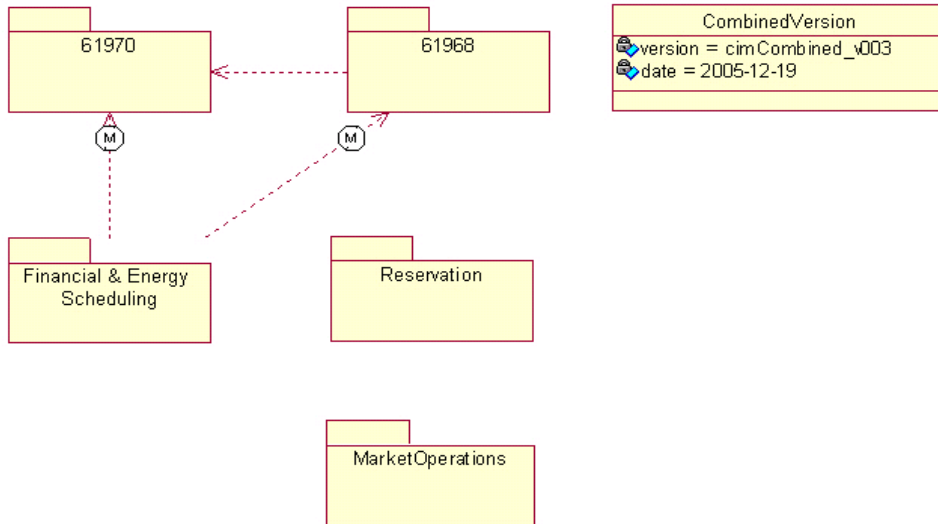 61970
61968
CombinedVersion
version = cimCombined_v003
date = 2005-12-19
M
M
Financial & Energy
Scheduling
Reservation
MarketOperations